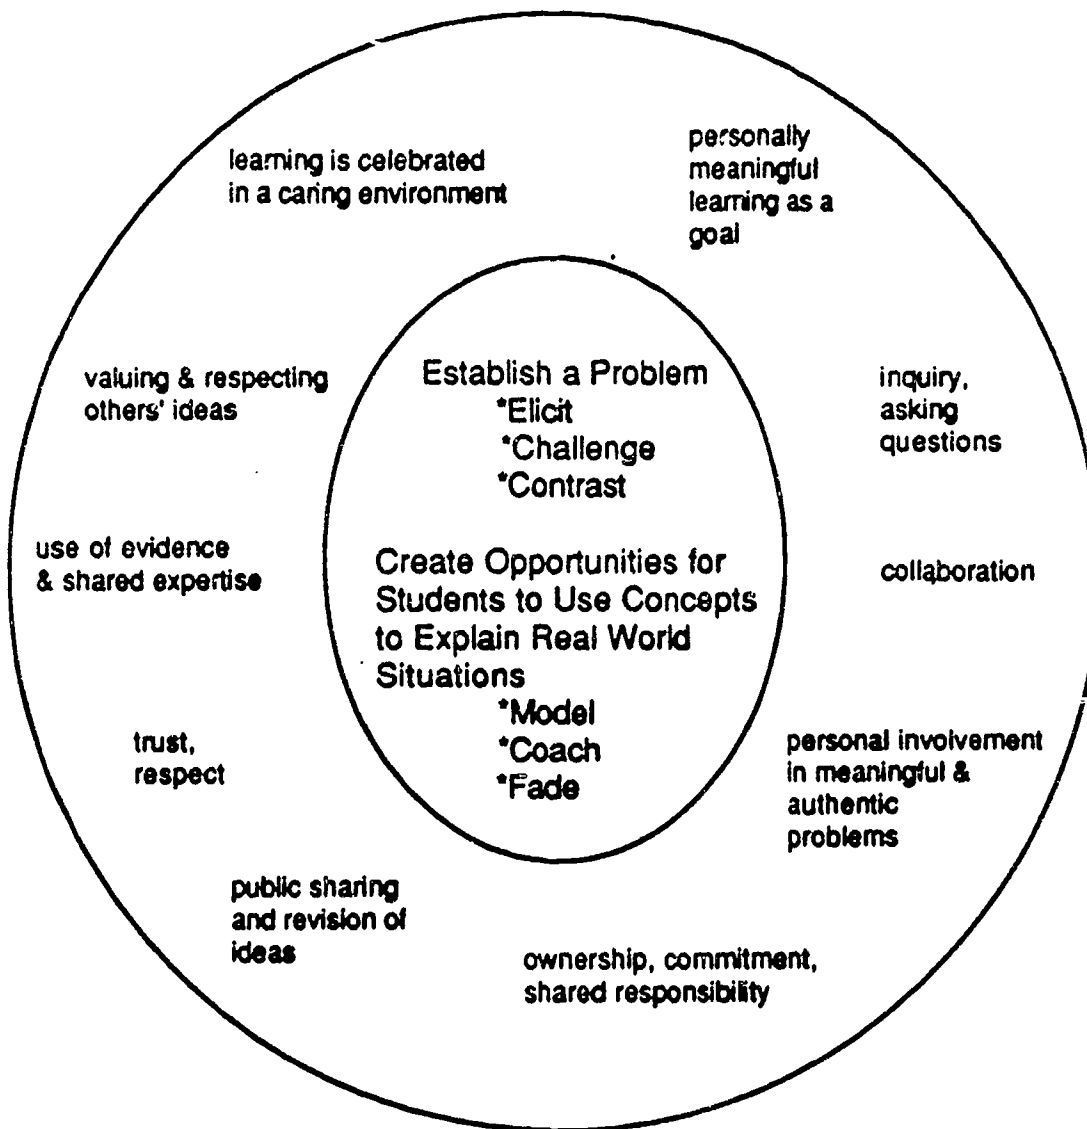 learning is celebrated
in a caring environment
personally
meaningful
learning as a
goal
valuing & respecting
others' ideas
Establish a Problem
*Elicit
*Challenge
*Contrast
inquiry,
asking
questions
use of evidence
& shared expertise
Create Opportunities for
Students to Use Concepts
to Explain Real World
Situations
*Model
*Coach
*Fade
collaboration
trust,
respect
personal involvement
in meaningful &
authentic
problems
public sharing
and revision of
ideas
ownership, commitment,
shared responsibility